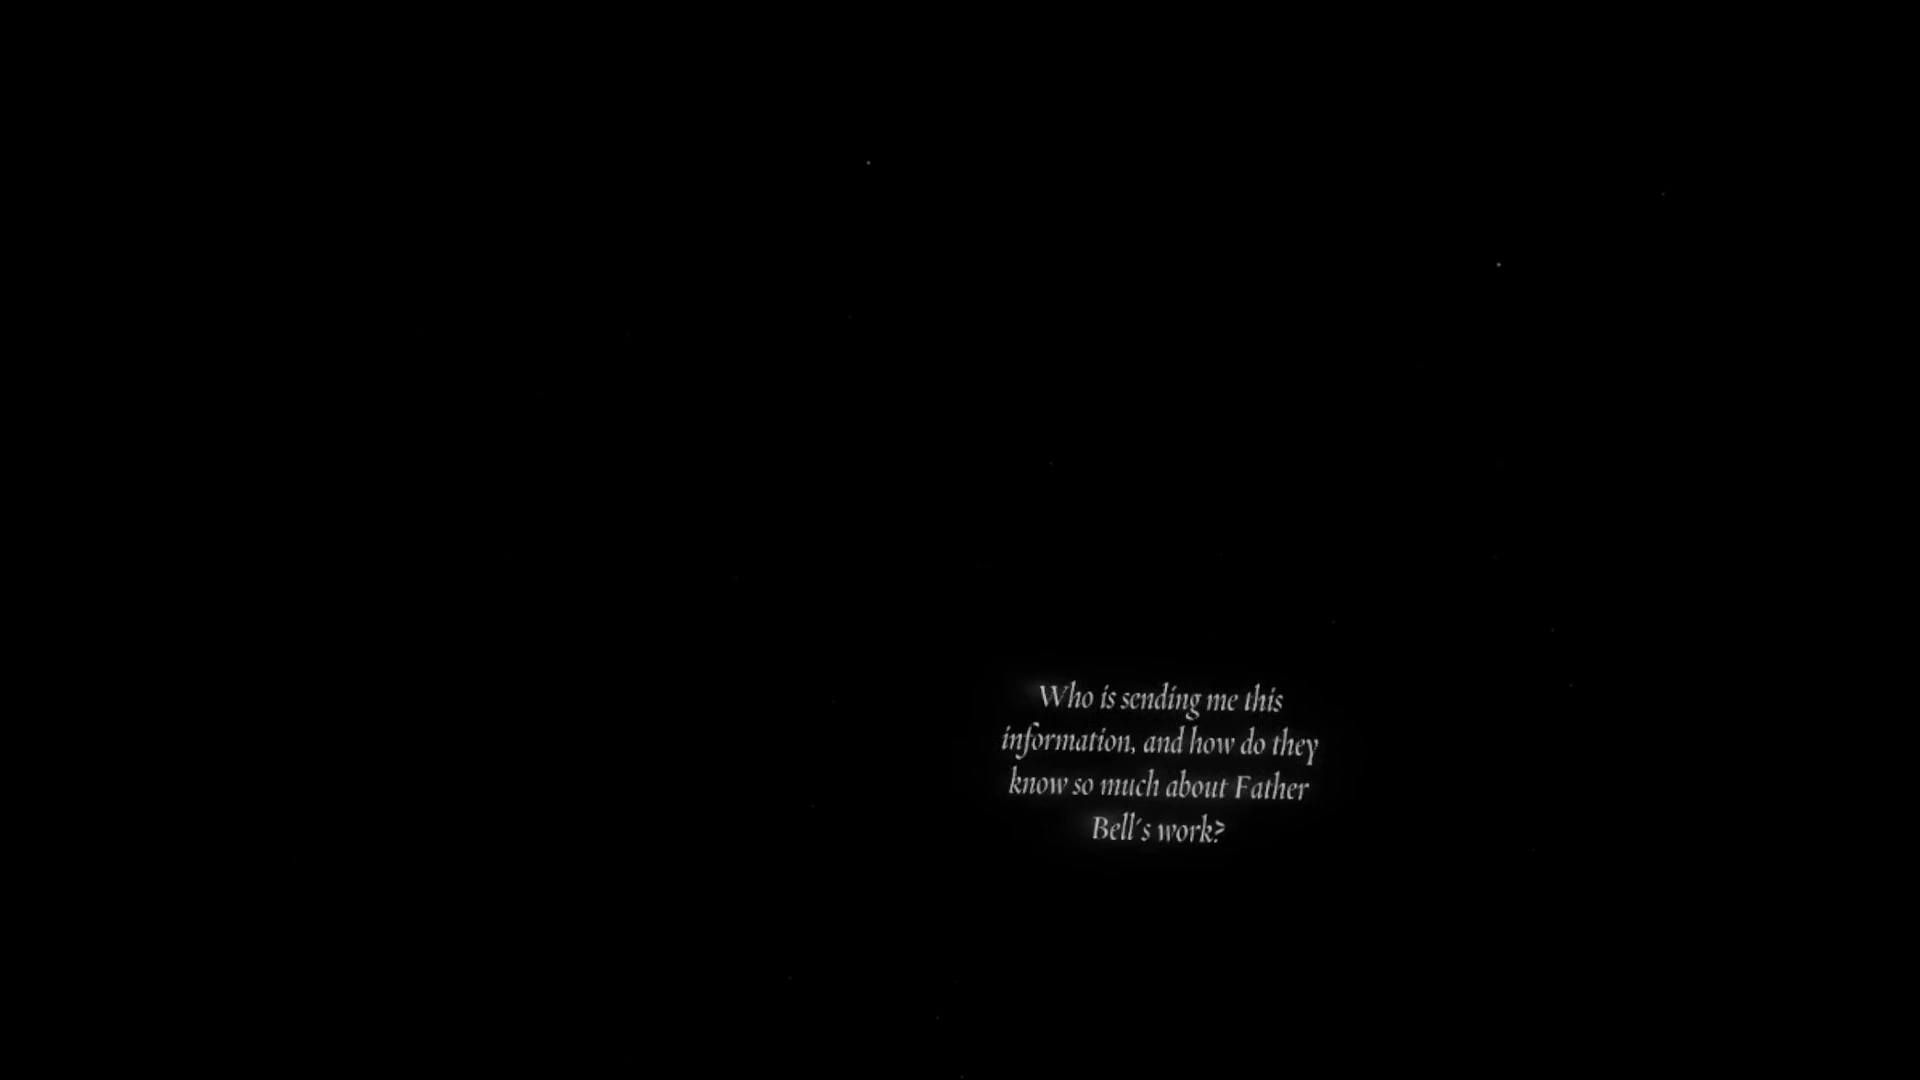 Who is sending me this
information, and how do they
know so much about Father
Bell's work?